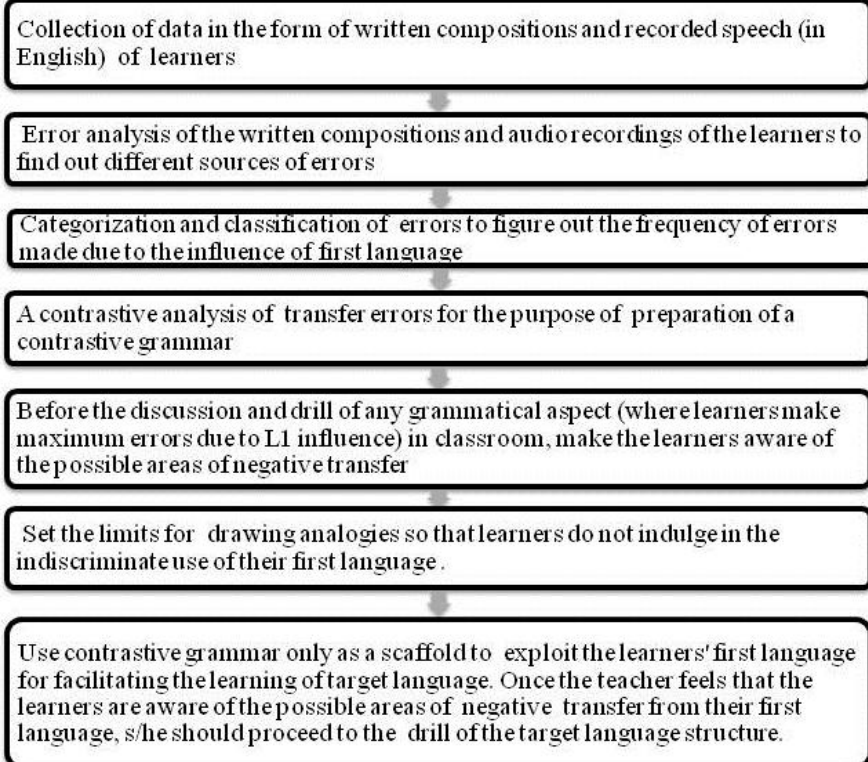 Collection of data in the form of written compositions and recorded speech (in
English) of learners
Error analysis of the written compositions and audio recordings of the learners to
find out different sources of errors
Categorization and classification of errors to figure out the frequency of errors
made due to the influence of first language
A contrastive analysis of transfer errors for the purpose of preparation of a
contrastive grammar
Before the discussion and drill of any grammatical aspect (where learners make
maximum errors due to L1 influence) in classroom, make the learners aware of
the possible areas of negative transfer
Set the limits for drawing analogies so that learners do not indulge in the
indiscriminate use of their first language .
Use contrastive grammar only as a scaffold to exploit the learners' first language
for facilitating the learning of target language. Once the teacher feels that the
learners are aware of the possible areas of negative transfer from their first
language, s/he should proceed to the drill of the target language structure.